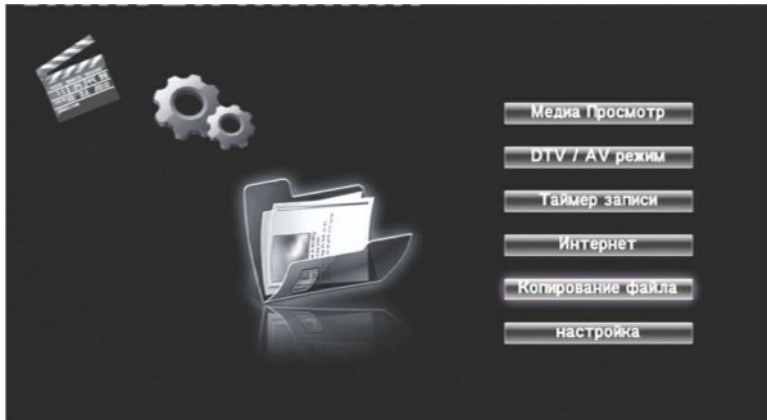 Медиа Просмотр
DTV / AV режим
Таймер записи
Интернет
Копирование файла
настройка